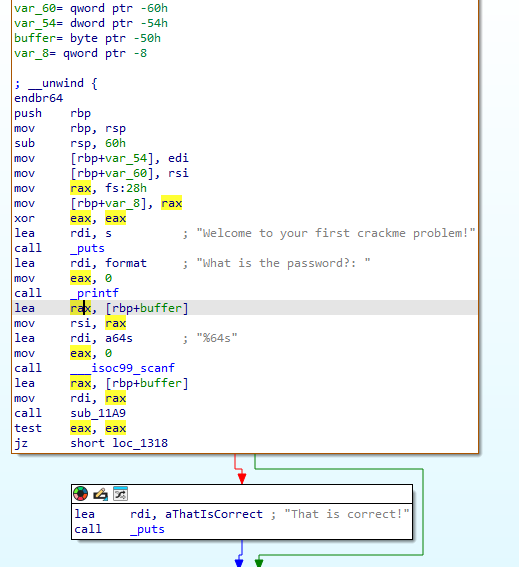 var_60= qword ptr -60h
var_54= dword ptr -54h
buffer= byte ptr -50h
var_8= qword ptr -8
; __unwind {
endbr64
push rbp
mov rbp, rsp
sub rsp, 60h
mov [rbp+var_54], edi
mov [rbp+var_60], rsi
mov rax, fs:28h
mov [rbp+var_8], rax
xor eax, eax
lea rdi, s ; "Welcome to your first crackme problem!"
call _puts
lea rdi, format ; "What is the password?: "
mov eax, 0
call _printf
lea rax, [rbp+buffer]
mov rsi, rax
lea rdi, a64s ; "%64s"
mov eax, 0
call ___isoc99_scanf
lea rax, [rbp+buffer]
mov rdi, rax
call sub_11A9
test eax, eax
jz short loc_1318
lea rdi, aThatIsCorrect ; "That is correct!"
call _puts